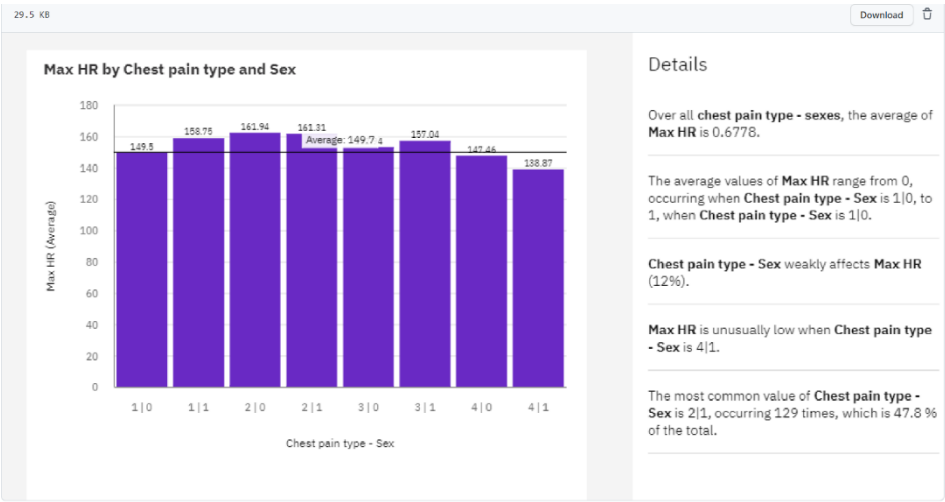 29.5 KB
Download
Max HR by Chest pain type and Sex
180
160
140
120
100
80
60
40
20
0
Max HR (Average)
149.5
158.75
161.94
161.31
Average: 149.7
4
157.04
147.46
138.87
1|0
1|1
2|0
2|1
3|0
3|1
4|0
4|1
Chest pain type - Sex
Details
Over all chest pain type - sexes, the average of
Max HR is 0.6778.
The average values of Max HR range from 0,
occurring when Chest pain type - Sex is 1|0, to
1, when Chest pain type - Sex is 1|0.
Chest pain type - Sex weakly affects Max HR
(12%).
Max HR is unusually low when Chest pain type
- Sex is 4|1.
The most common value of Chest pain type -
Sex is 2|1, occurring 129 times, which is 47.8 %
of the total.